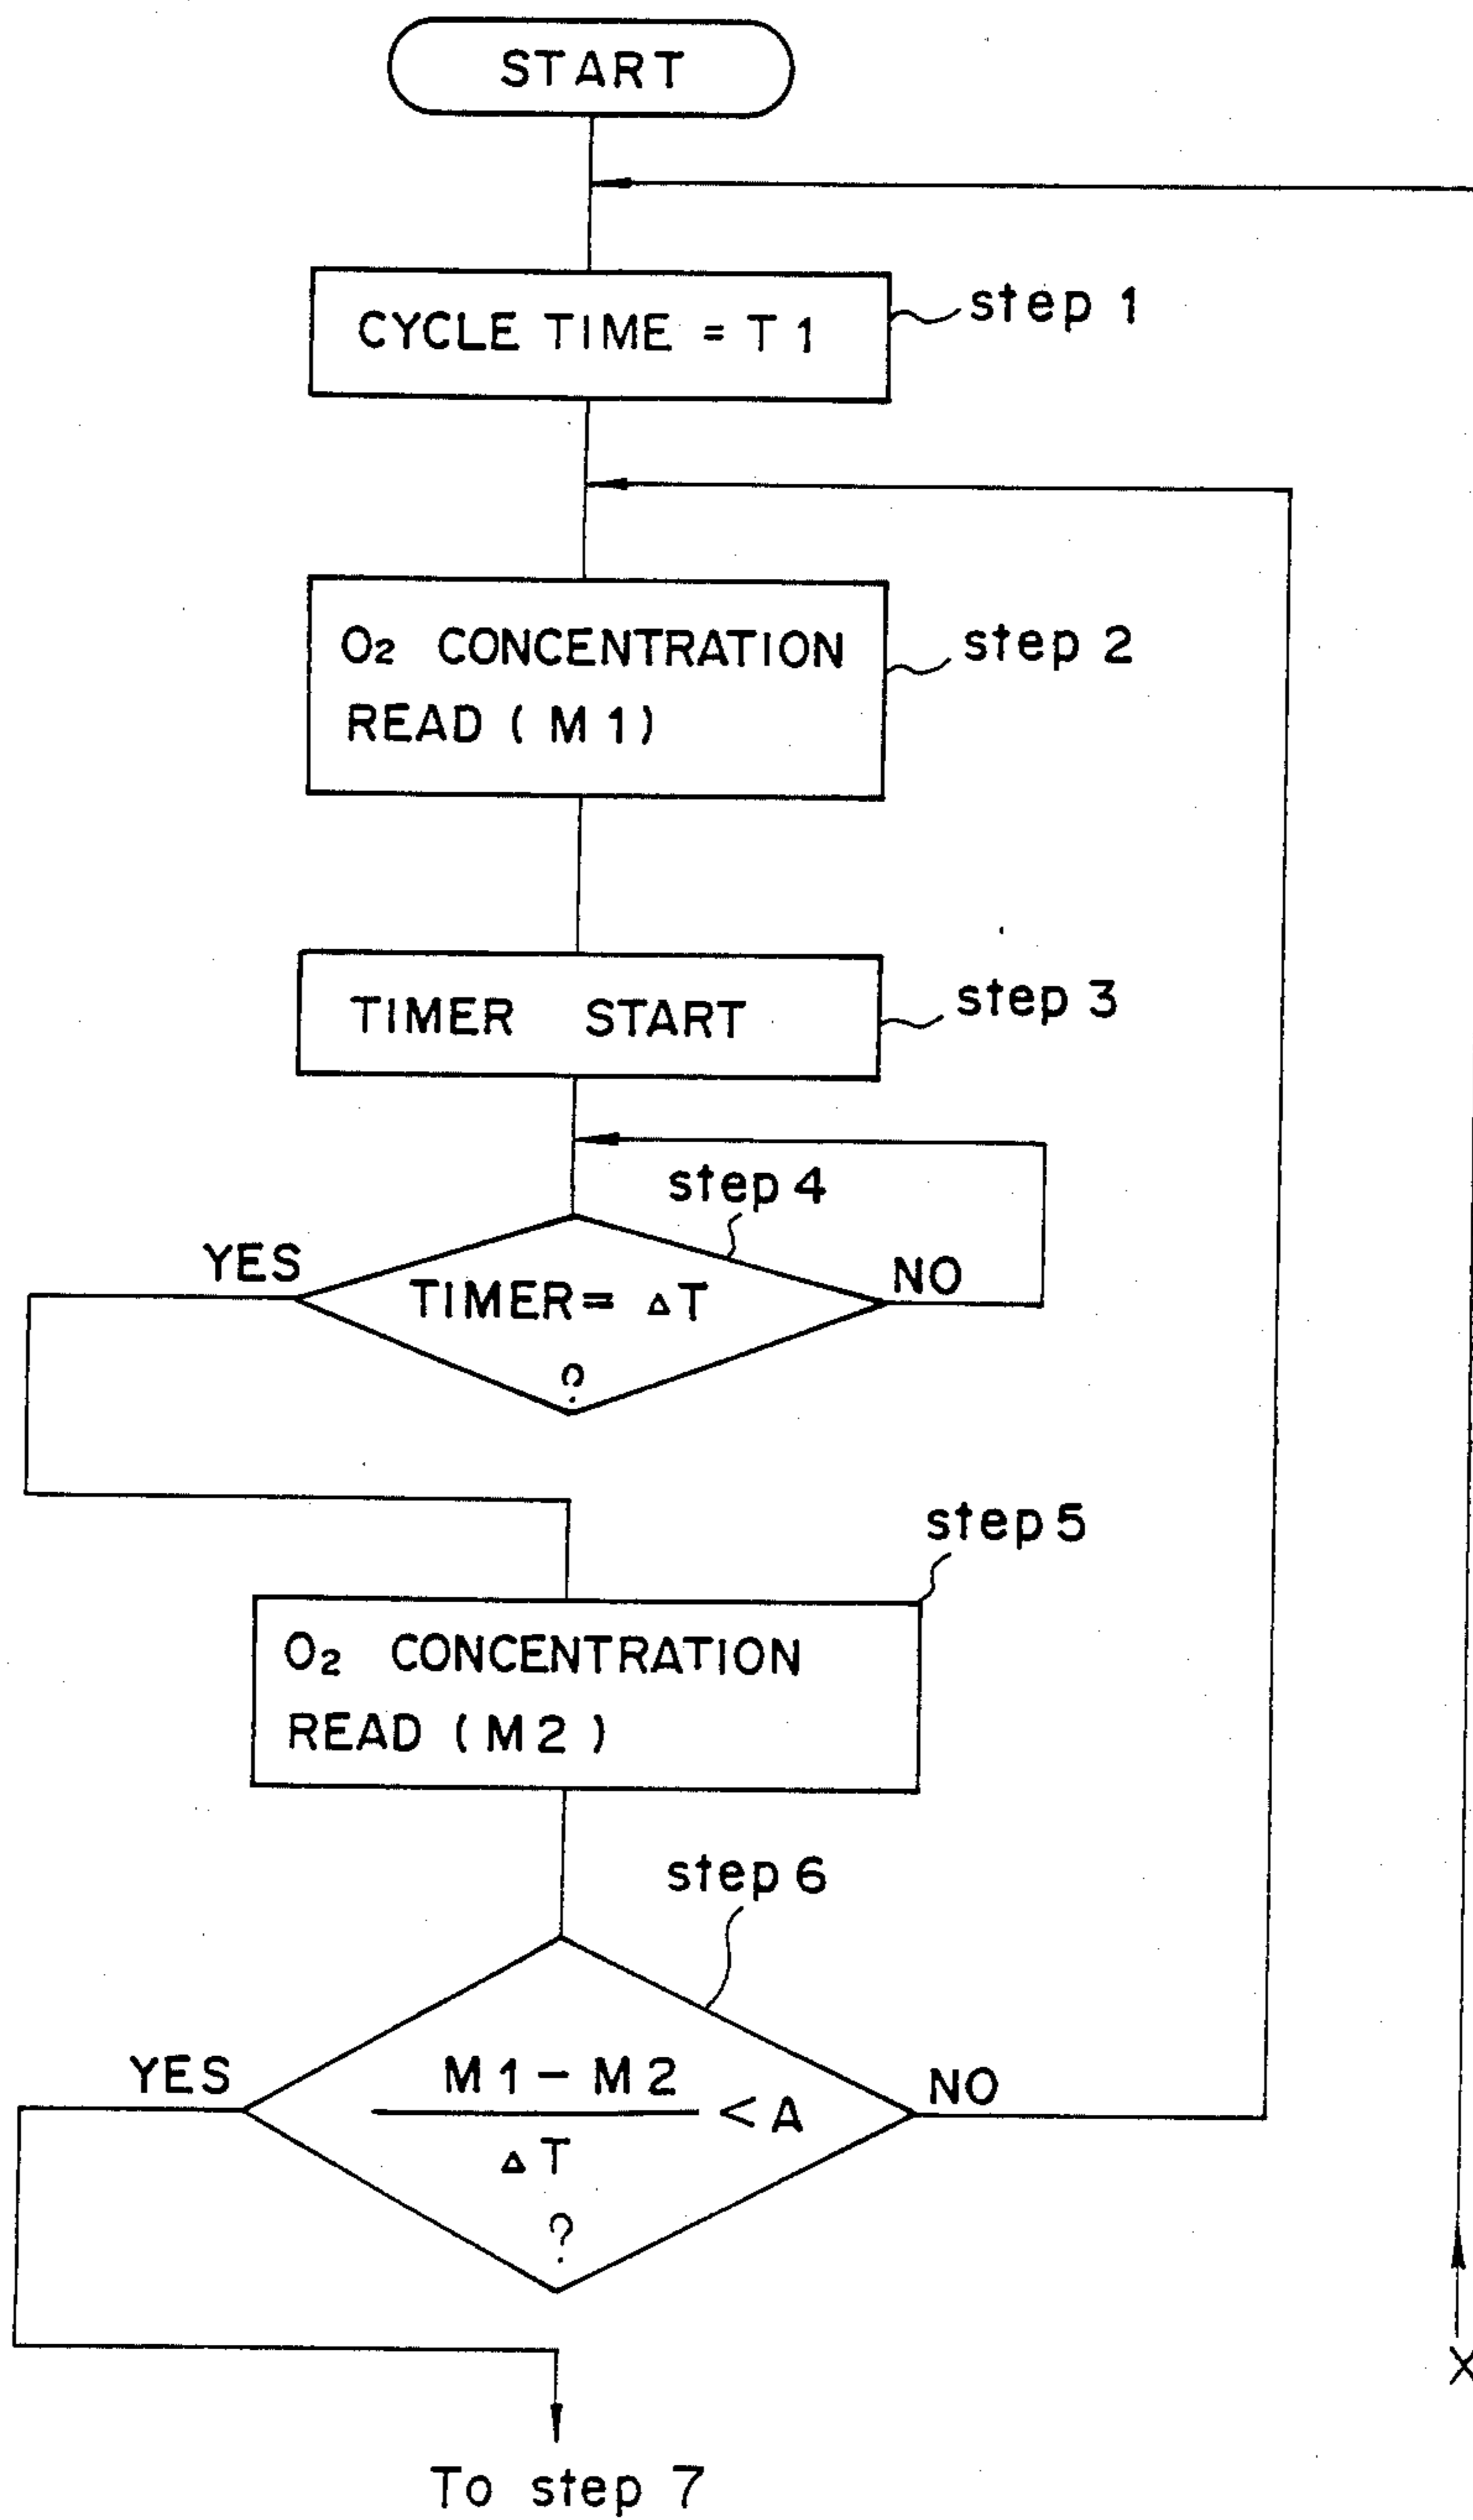 START
CYCLE TIME = T1
step 1
O2 CONCENTRATION
READ (M1)
step 2
TIMER START
step 3
step 4
YES
TIMER = ΔT
?
NO
step 5
O2 CONCENTRATION
READ (M2)
step 6
YES
M1 – M2
ΔT
< A
?
NO
X
To step 7